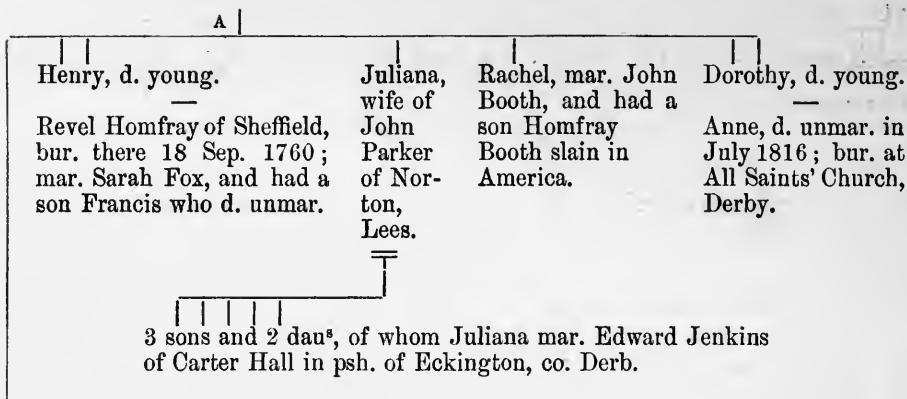 A
Henry, d. young.
Revel Homfray of Sheffield,
bur. there 18 Sep. 1760;
mar. Sarah Fox, and had a
son Francis who d. unmar.
Juliana,
wife of
John
Parker
of Nor-
ton,
Lees.
Rachel, mar. John
Booth, and had a
son Homfray
Booth slain in
America.
Dorothy, d. young.
Anne, d. unmar. in
July 1816; bur. at
All Saints' Church,
Derby.
3 sons and 2 dauˢ, of whom Juliana mar. Edward Jenkins
of Carter Hall in psh. of Eckington, co. Derb.